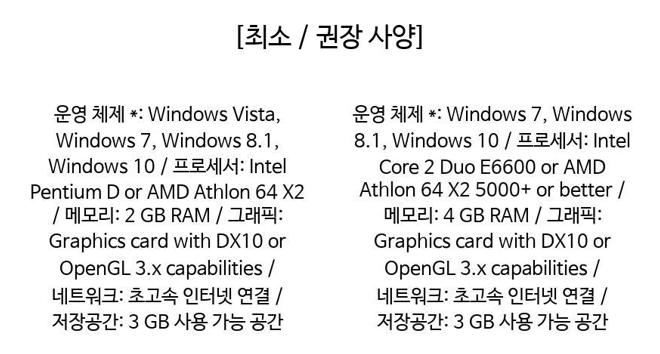 [최소 / 권장 사양]
운영 체제 *: Windows Vista,
Windows 7, Windows 8.1,
Windows 10 / 프로세서: Intel
Pentium D or AMD Athlon 64 X2
/ 메모리: 2 GB RAM / 그래픽:
Graphics card with DX10 or
OpenGL 3.x capabilities /
네트워크: 초고속 인터넷 연결 /
저장공간: 3 GB 사용 가능 공간
운영 체제 *: Windows 7, Windows
8.1, Windows 10 / 프로세서: Intel
Core 2 Duo E6600 or AMD
Athlon 64 X2 5000+ or better /
메모리: 4 GB RAM / 그래픽:
Graphics card with DX10 or
OpenGL 3.x capabilities /
네트워크: 초고속 인터넷 연결 /
저장공간: 3 GB 사용 가능 공간